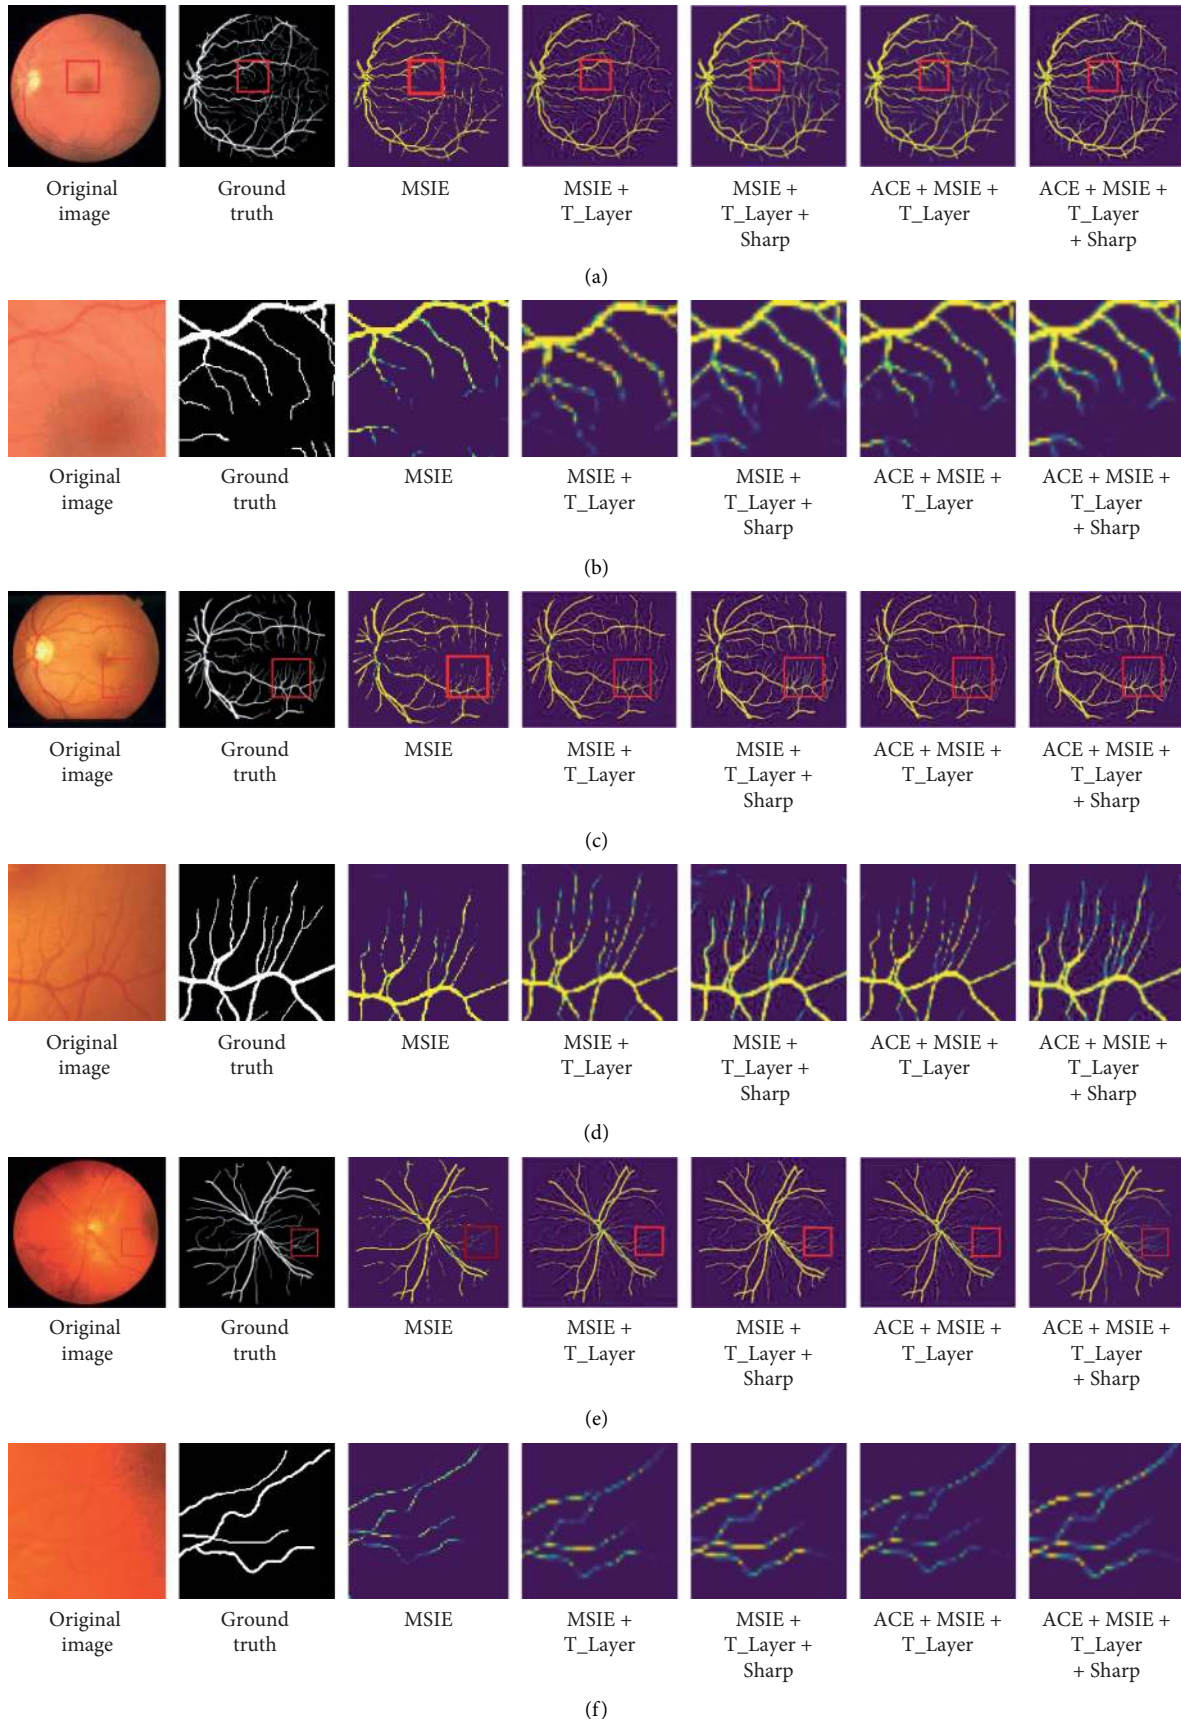 Original
image
Ground
truth
MSIE
MSIE +
T_Layer
MSIE +
T_Layer +
Sharp
ACE + MSIE +
T_Layer
ACE + MSIE +
T_Layer
+ Sharp
(a)
Original
image
Ground
truth
MSIE
MSIE +
T_Layer
MSIE +
T_Layer +
Sharp
ACE + MSIE +
T_Layer
ACE + MSIE +
T_Layer
+ Sharp
(b)
Original
image
Ground
truth
MSIE
MSIE +
T_Layer
MSIE +
T_Layer +
Sharp
ACE + MSIE +
T_Layer
ACE + MSIE +
T_Layer
+ Sharp
(c)
Original
image
Ground
truth
MSIE
MSIE +
T_Layer
MSIE +
T_Layer +
Sharp
ACE + MSIE +
T_Layer
ACE + MSIE +
T_Layer
+ Sharp
(d)
Original
image
Ground
truth
MSIE
MSIE +
T_Layer
MSIE +
T_Layer +
Sharp
ACE + MSIE +
T_Layer
ACE + MSIE +
T_Layer
+ Sharp
(e)
Original
image
Ground
truth
MSIE
MSIE +
T_Layer
MSIE +
T_Layer +
Sharp
ACE + MSIE +
T_Layer
ACE + MSIE +
T_Layer
+ Sharp
(f)